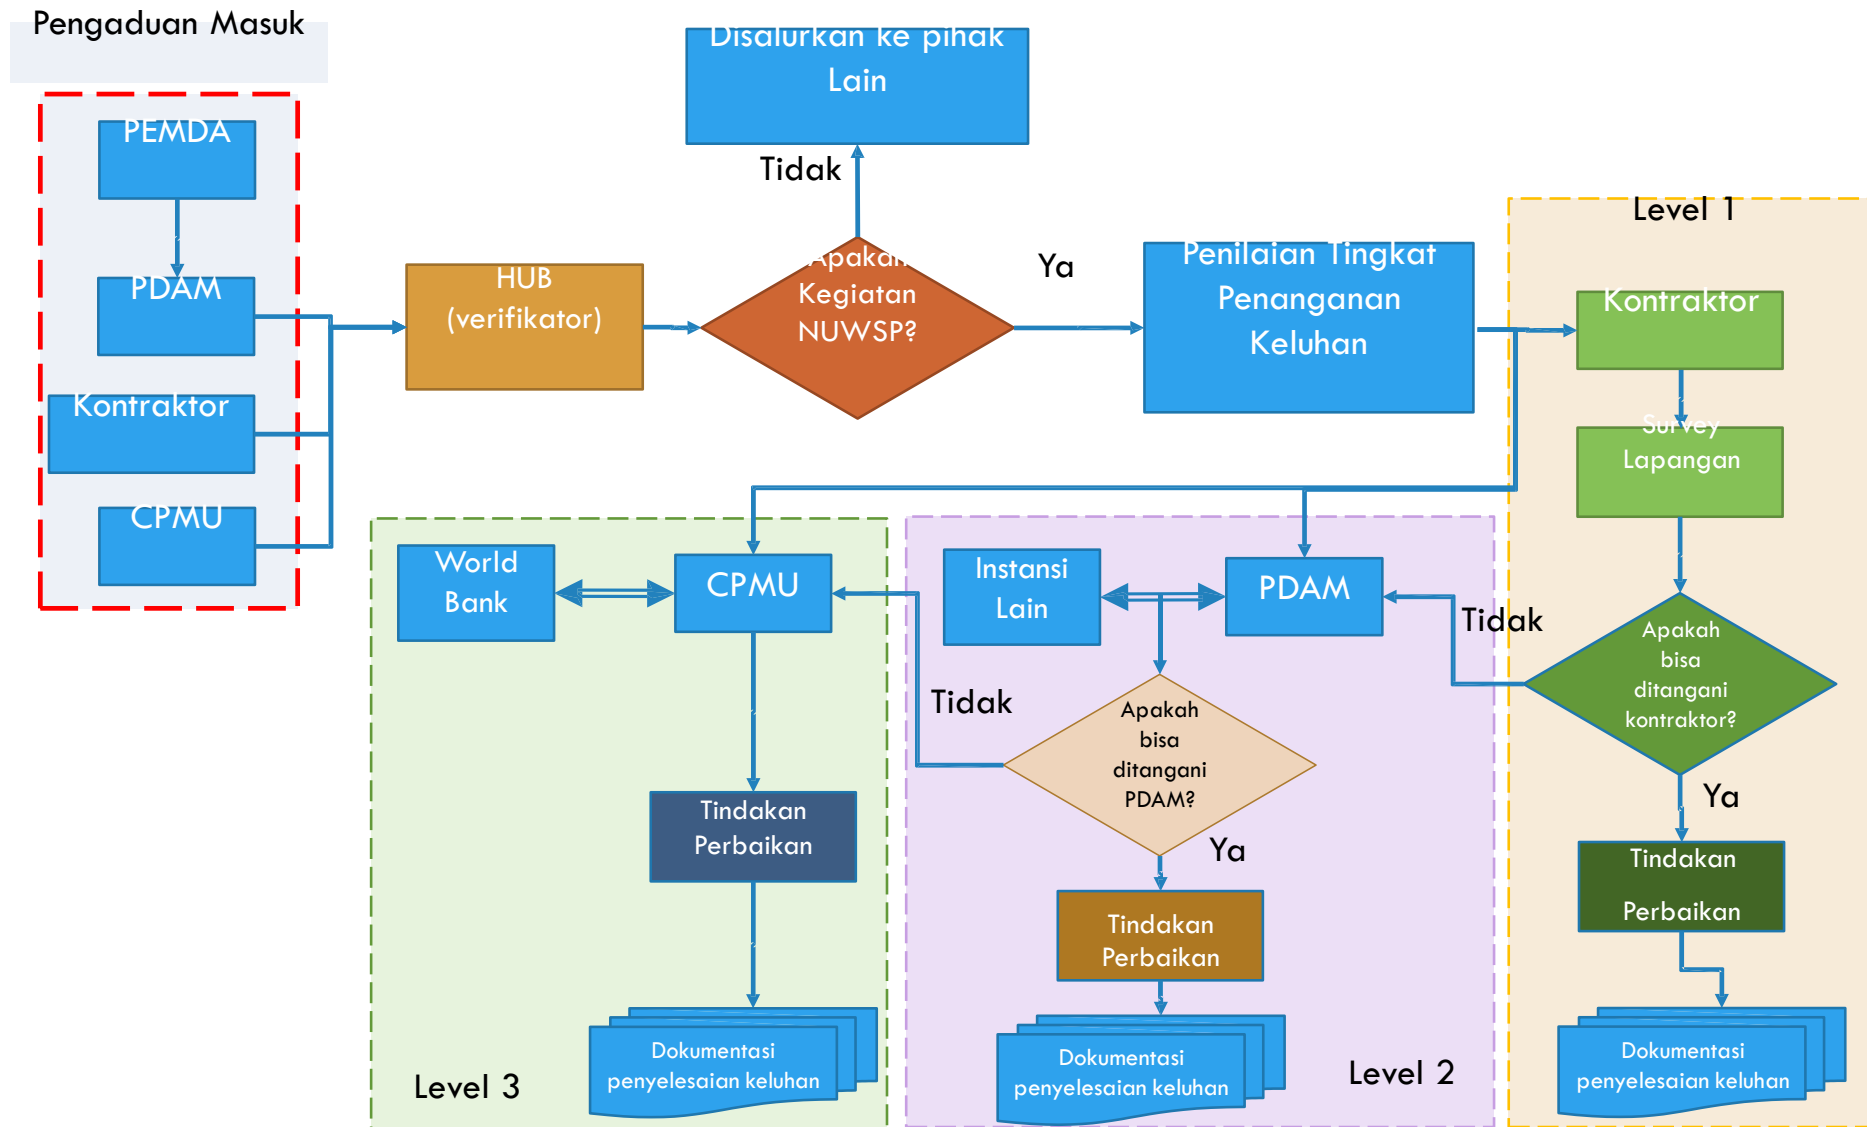 Pengaduan Masuk
PEMDA
PDAM
Kontraktor
CPMU
HUB
(verifikator)
Disalurkan ke pihak
Lain
Tidak
Apakah
Kegiatan
NUWSP?
Ya
Penilaian Tingkat
Penanganan
Keluhan
Level 1
Kontraktor
Survey
Lapangan
Apakah
bisa
ditangani
kontraktor?
Tidak
Ya
Tindakan
Perbaikan
Dokumentasi
penyelesaian keluhan
Instansi
Lain
PDAM
Apakah
bisa
ditangani
PDAM?
Tidak
Ya
Tindakan
Perbaikan
Dokumentasi
penyelesaian keluhan
Level 2
World
Bank
CPMU
Tindakan
Perbaikan
Dokumentasi
penyelesaian keluhan
Level 3